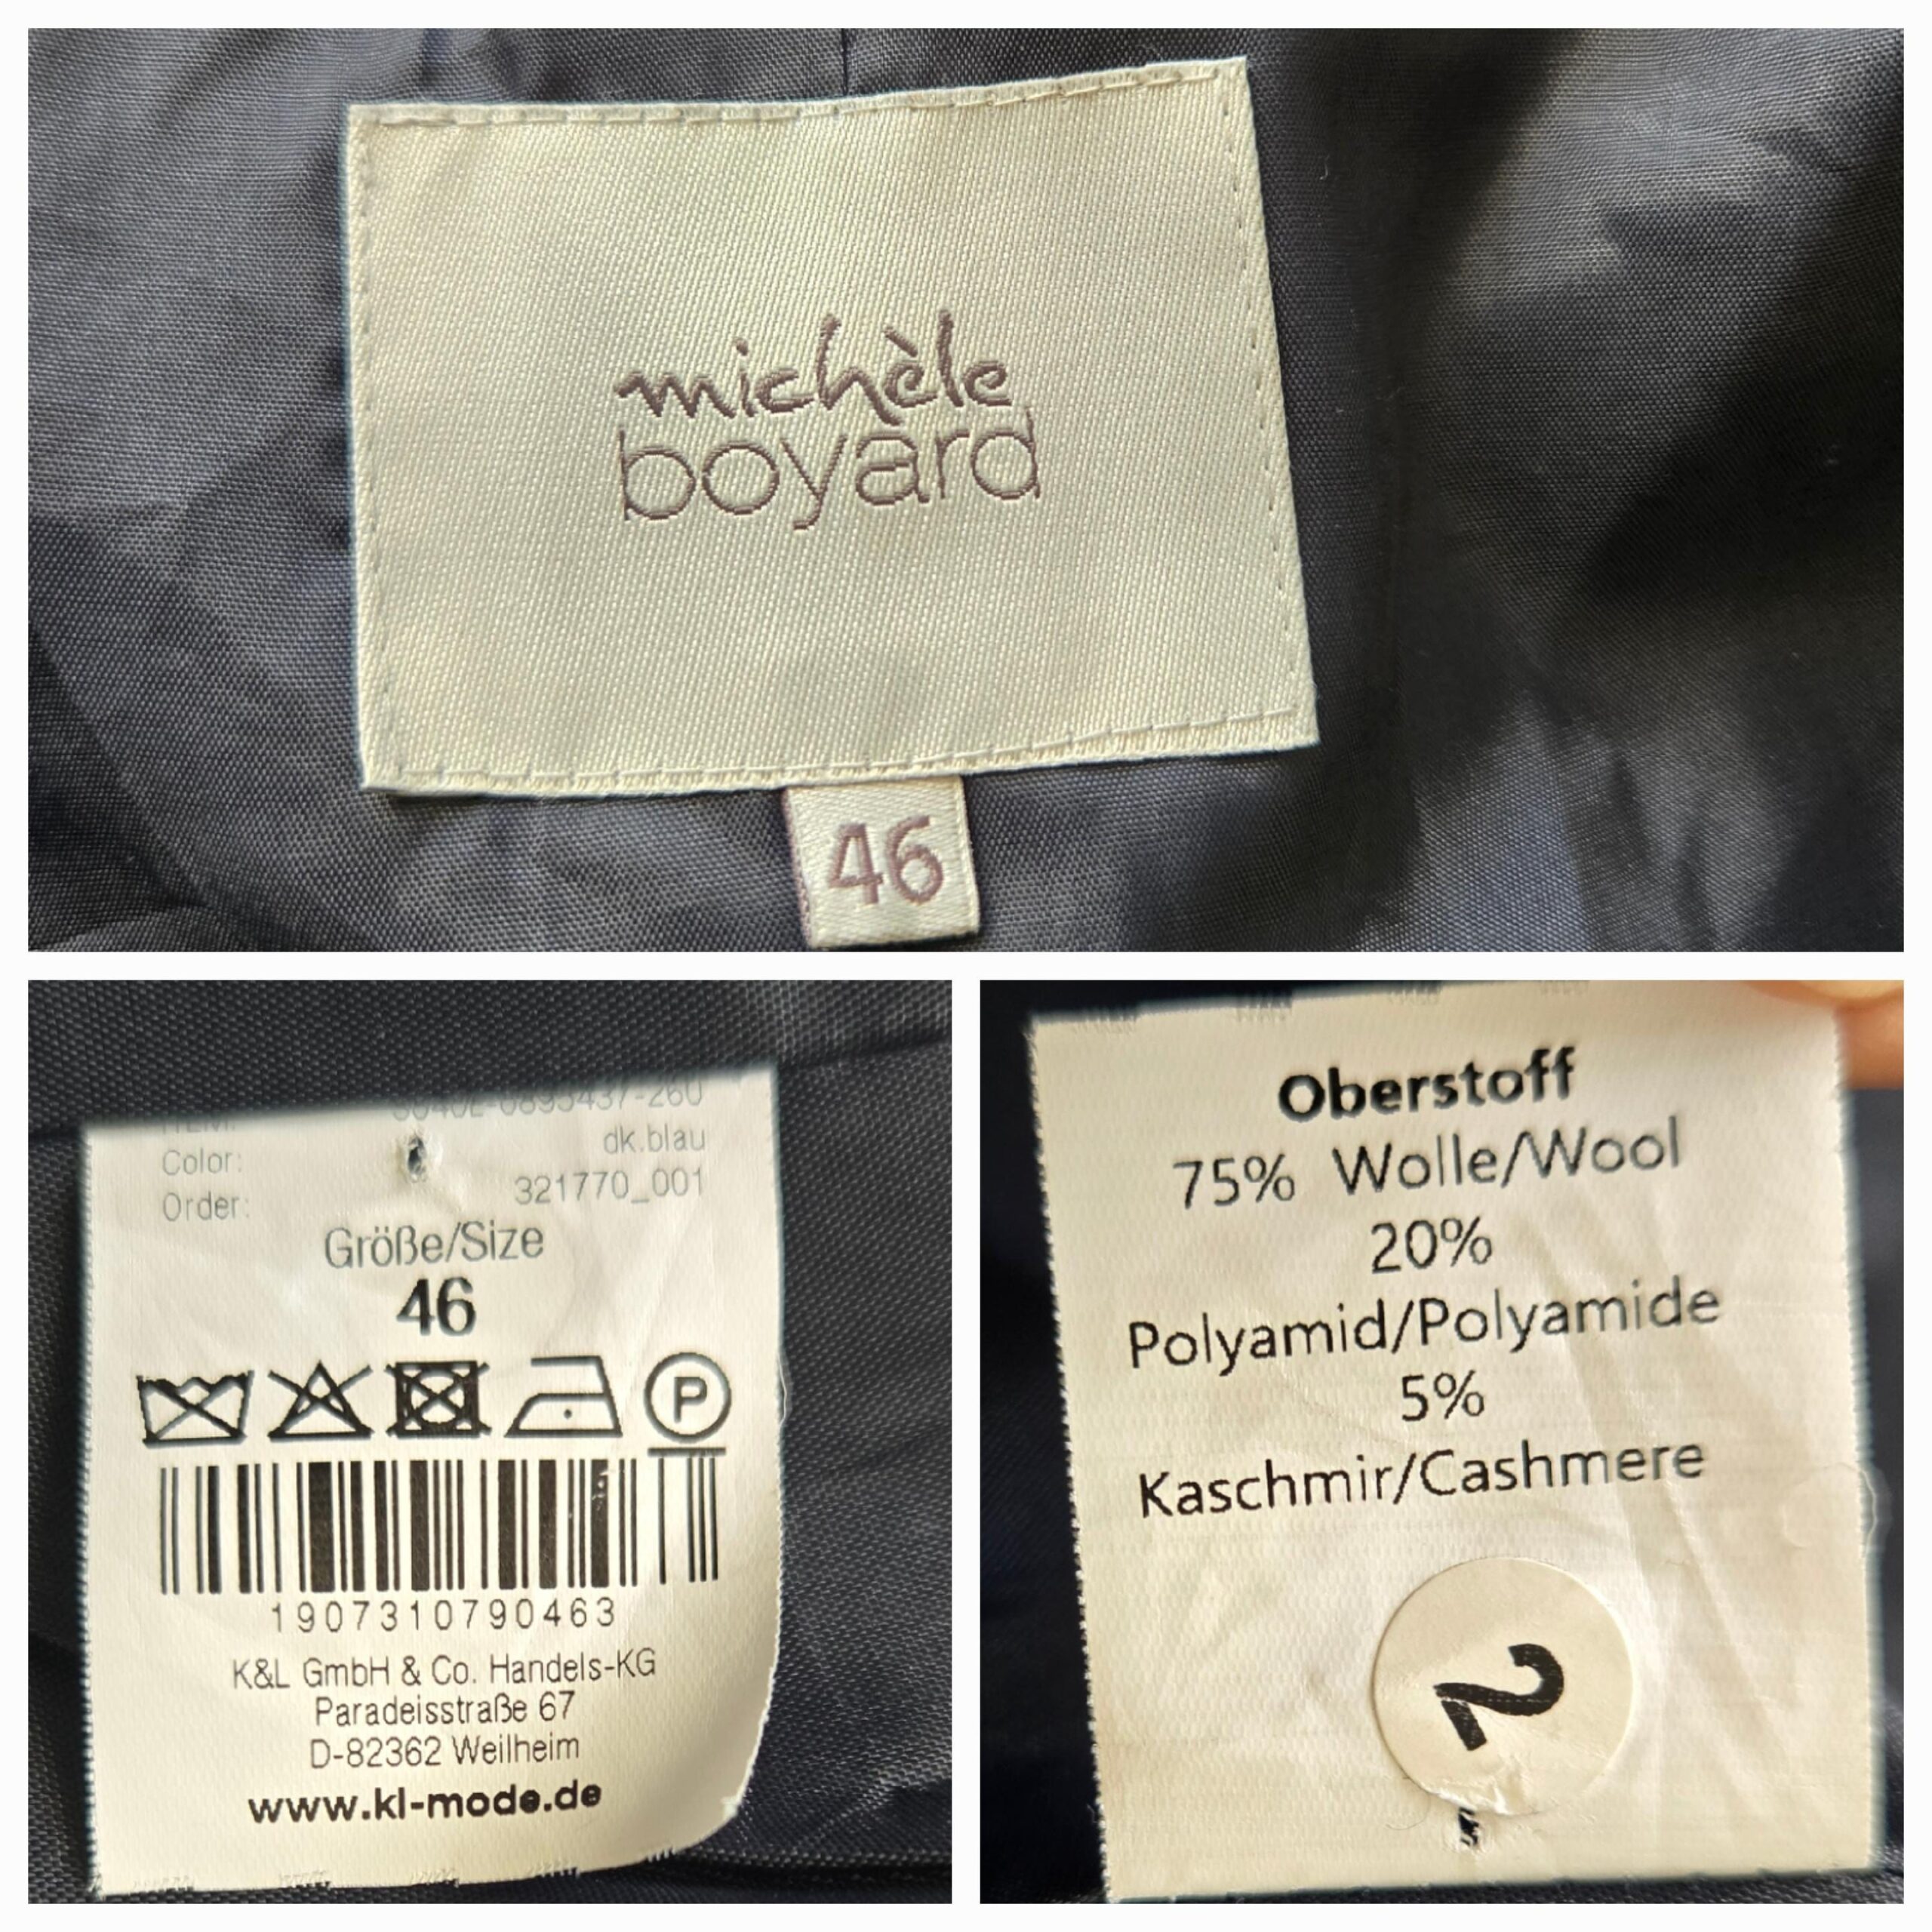 michèle
boyard
46
Color: dk.blau
Order: 321770_001
Größe/Size
46
P
1907310790463
K&L GmbH & Co. Handels-KG
Paradeisstraße 67
D-82362 Weilheim
www.kl-mode.de
Oberstoff
75% Wolle/Wool
20%
Polyamid/Polyamide
5%
Kaschmir/Cashmere
2